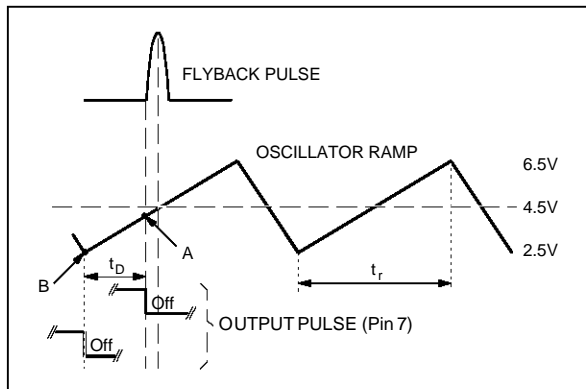 FLYBACK PULSE
OSCILLATOR RAMP
6.5V
4.5V
2.5V
A
B
tD
tr
Off
Off
OUTPUT PULSE (Pin 7)